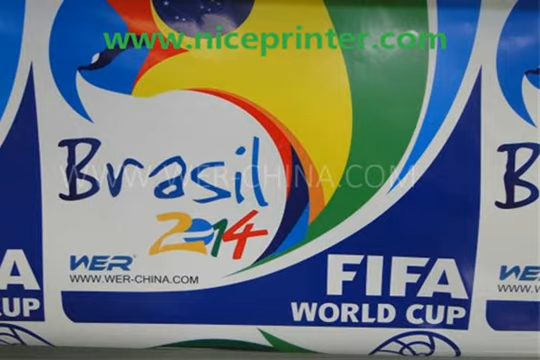 www.niceprinter.com
Brasil
WWW.WER-CHINA.COM
2014
WER®
WWW.WER-CHINA.COM
FIFA
WORLD CUP
FA
CUP
B
WER
WWW.WER-